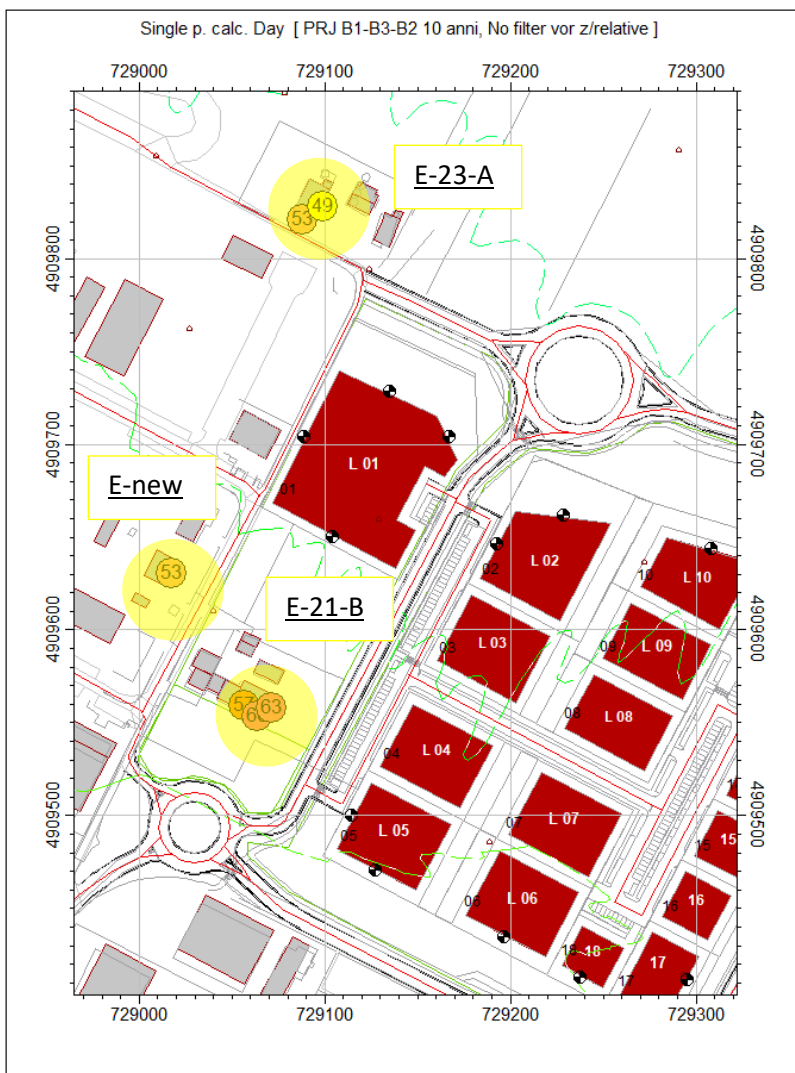 Single p. calc. Day [ PRJ B1-B3-B2 10 anni, No filter vor z/relative ]
729000 729100 729200 729300
E-23-A
49
53
4909800 4909800
4909700 4909700
L 01
01
E-new
53
L 02
02
L 10
10
E-21-B
4909600 4909600
L 03
03
L 09
09
57
63
L 08
08
L 04
04
4909500 4909500
L 07
07
L 05
05
15
15
L 06
06
16
16
18
18
17
17
729000 729100 729200 729300